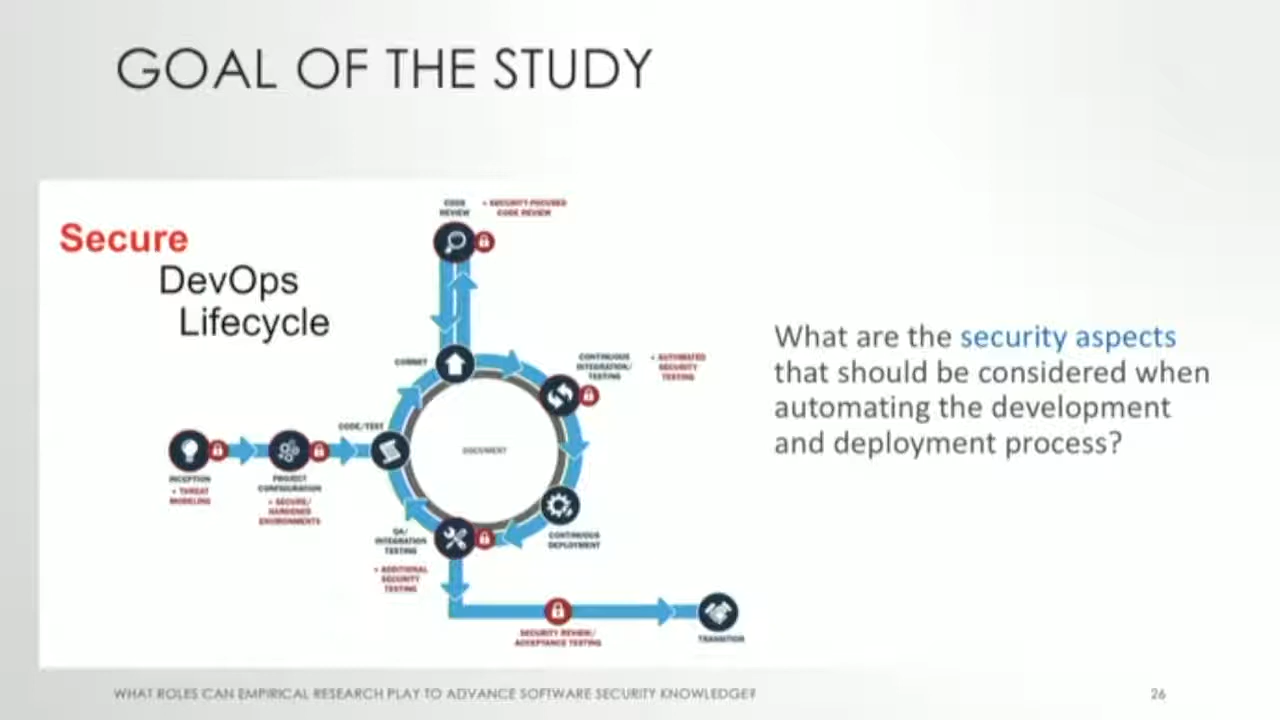 GOAL OF THE STUDY
Secure
DevOps
Lifecycle
CODE
REVIEW
+ SECURITY-FOCUSED
CODE REVIEW
COMMIT
CONTINUOUS
INTEGRATION/
TESTING
+ AUTOMATED
SECURITY
TESTING
CODE/TEST
DOCUMENT
INCEPTION
+ THREAT
MODELING
PROJECT
CONFIGURATION
+ SECURE/
HARDENED
ENVIRONMENTS
QA/
INTEGRATION
TESTING
+ ADDITIONAL
SECURITY
TESTING
CONTINUOUS
DEPLOYMENT
SECURITY REVIEW/
ACCEPTANCE TESTING
TRANSITION
What are the security aspects
that should be considered when
automating the development
and deployment process?
WHAT ROLES CAN EMPIRICAL RESEARCH PLAY TO ADVANCE SOFTWARE SECURITY KNOWLEDGE?
26